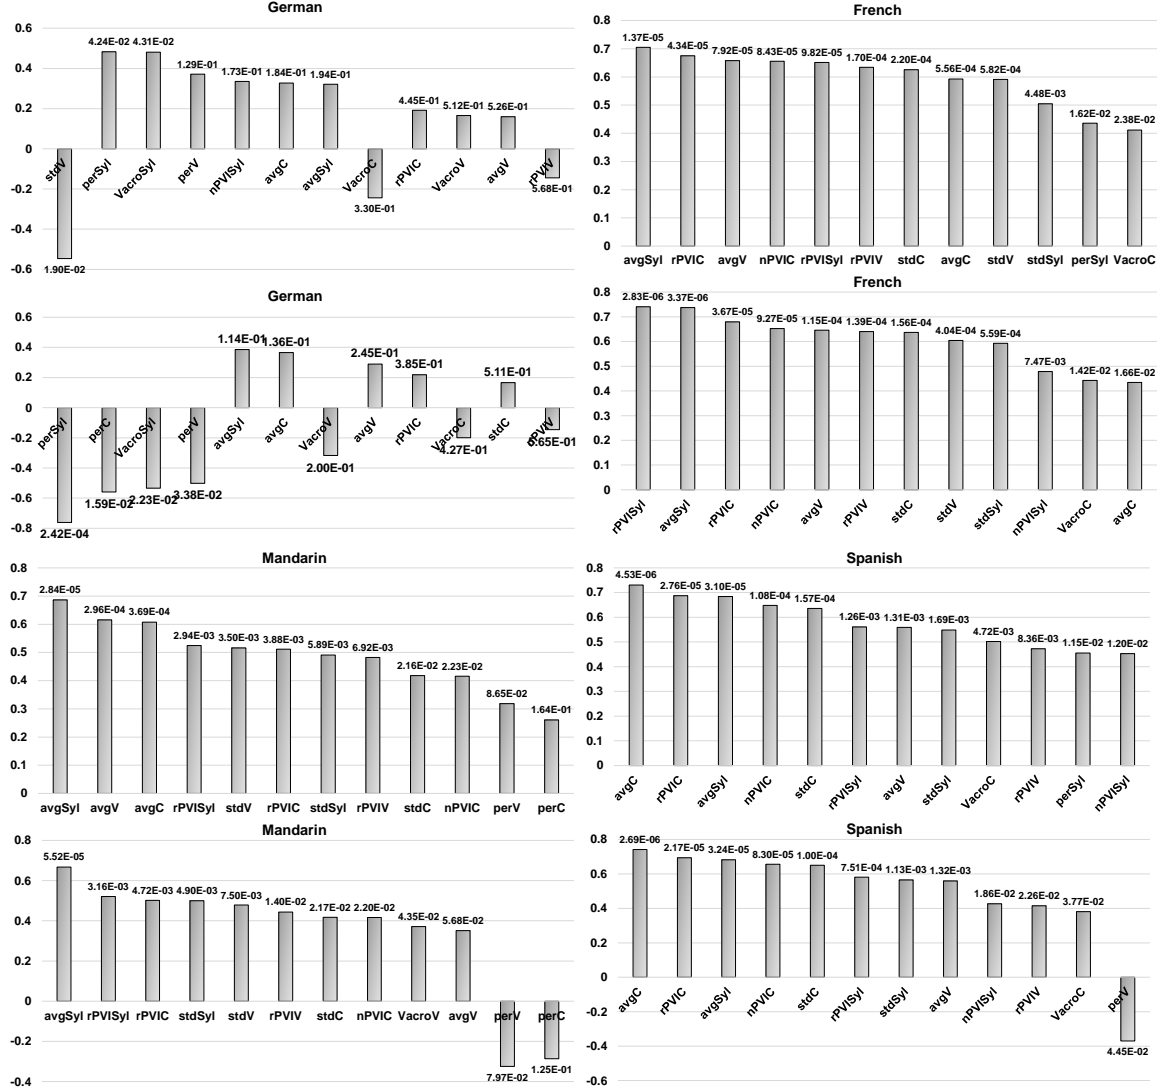 German
0.6
0.4
0.2
0
-0.2
-0.4
-0.6
4.24E-02 4.31E-02 1.29E-01 1.73E-01 1.84E-01 1.94E-01 4.45E-01 5.12E-01 5.26E-01
stdV perSyl VacroSyl perV nPVISyl avgC avgSyl VacroC rPVIC VacroV avgV rPVIV
1.90E-02 3.30E-01 5.68E-01
French
0.8
0.7
0.6
0.5
0.4
0.3
0.2
0.1
0
1.37E-05 4.34E-05 7.92E-05 8.43E-05 9.82E-05 1.70E-04 2.20E-04 5.56E-04 5.82E-04 4.48E-03 1.62E-02 2.38E-02
avgSyl rPVIC avgV nPVIC rPVISyl rPVIV stdC avgC stdV stdSyl perSyl VacroC
German
0.6
0.4
0.2
0
-0.2
-0.4
-0.6
-0.8
1.14E-01 1.36E-01 2.45E-01 3.85E-01 5.11E-01
perSyl perC VacroSyl perV avgSyl avgC VacroV avgV rPVIC VacroC stdC rPVIV
2.42E-04 1.59E-02 2.23E-02 3.38E-02 2.00E-01 4.27E-01 5.65E-01
French
0.8
0.7
0.6
0.5
0.4
0.3
0.2
0.1
0
2.83E-06 3.37E-06 3.67E-05 9.27E-05 1.15E-04 1.39E-04 1.56E-04 4.04E-04 5.59E-04 7.47E-03 1.42E-02 1.66E-02
rPVISyl avgSyl rPVIC nPVIC avgV rPVIV stdC stdV stdSyl nPVISyl VacroC avgC
Mandarin
0.8
0.7
0.6
0.5
0.4
0.3
0.2
0.1
0
2.84E-05 2.96E-04 3.69E-04 2.94E-03 3.50E-03 3.88E-03 5.89E-03 6.92E-03 2.16E-02 2.23E-02 8.65E-02 1.64E-01
avgSyl avgV avgC rPVISyl stdV rPVIC stdSyl rPVIV stdC nPVIC perV perC
Spanish
0.8
0.7
0.6
0.5
0.4
0.3
0.2
0.1
0
4.53E-06 2.76E-05 3.10E-05 1.08E-04 1.57E-04 1.26E-03 1.31E-03 1.69E-03 4.72E-03 8.36E-03 1.15E-02 1.20E-02
avgC rPVIC avgSyl nPVIC stdC rPVISyl avgV stdSyl VacroC rPVIV perSyl nPVISyl
Mandarin
0.8
0.6
0.4
0.2
0
-0.2
-0.4
5.52E-05 3.16E-03 4.72E-03 4.90E-03 7.50E-03 1.40E-02 2.17E-02 2.20E-02 4.35E-02 5.68E-02
avgSyl rPVISyl rPVIC stdSyl stdV rPVIV stdC nPVIC VacroV avgV perV perC
7.97E-02 1.25E-01
Spanish
0.8
0.6
0.4
0.2
0
-0.2
-0.4
-0.6
2.69E-06 2.17E-05 3.24E-05 8.30E-05 1.00E-04 7.51E-04 1.13E-03 1.32E-03 1.86E-02 2.26E-02 3.77E-02
avgC rPVIC avgSyl nPVIC stdC rPVISyl stdSyl avgV nPVISyl rPVIV VacroC perV
4.45E-02